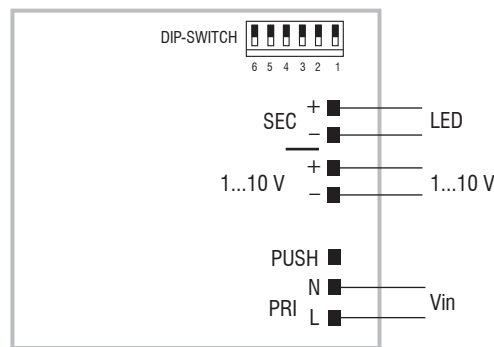 DIP-SWITCH
6 5 4 3 2 1
+
SEC
LED
–
+
1...10 V
1...10 V
–
PUSH
N
PRI
Vin
L